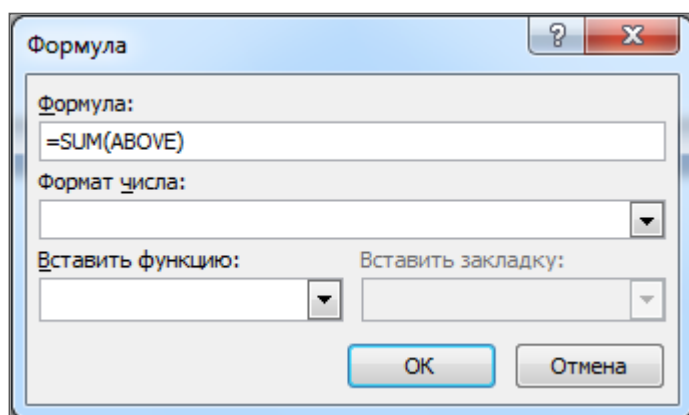 Формула
Формула:
=SUM(ABOVE)
Формат числа:
Вставить функцию: Вставить закладку:
ОК Отмена